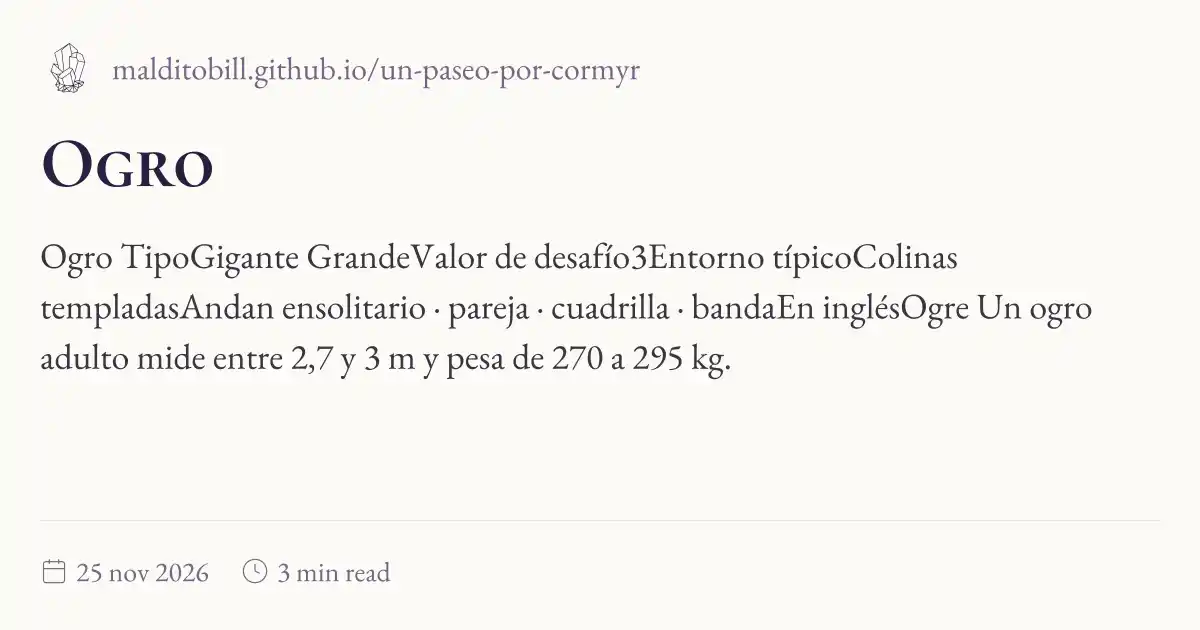 malditobill.github.io/un-paseo-por-cormyr
Ogro
Ogro TipoGigante GrandeValor de desafío3Entorno típicoColinas
templadasAndan ensolitario · pareja · cuadrilla · bandaEn inglésOgre Un ogro
adulto mide entre 2,7 y 3 m y pesa de 270 a 295 kg.
25 nov 2026
3 min read